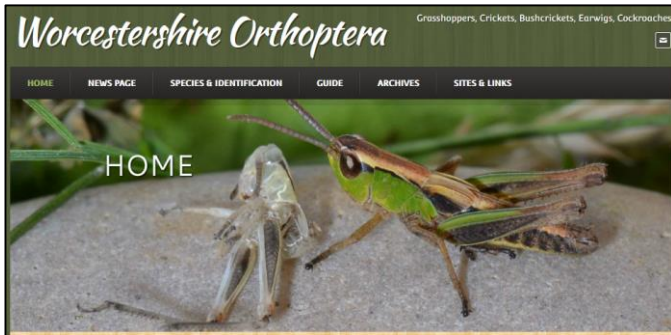 Worcestershire Orthoptera
Grasshoppers, Crickets, Bushcrickets, Earwigs, Cockroaches
HOME NEWS PAGE SPECIES & IDENTIFICATION GUIDE ARCHIVES SITES & LINKS
HOME